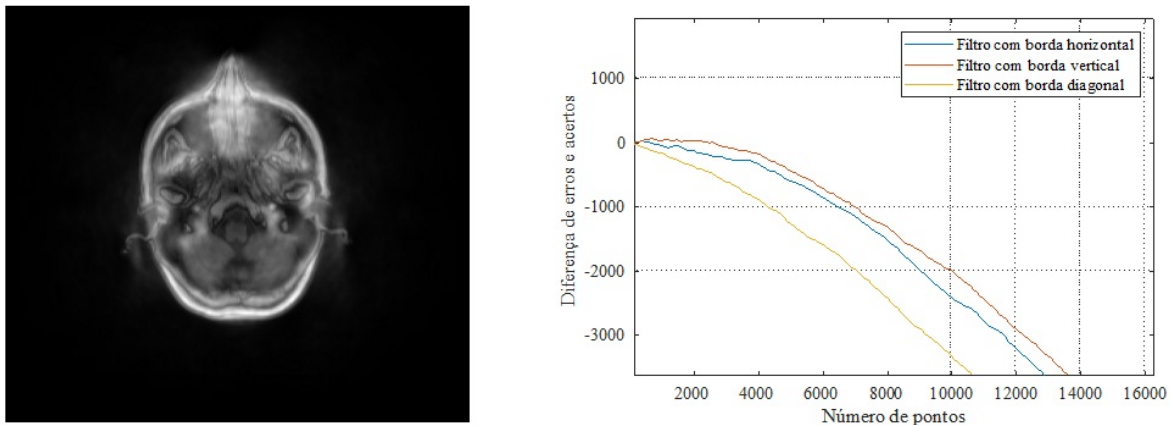 Filtro com borda horizontal
Filtro com borda vertical
Filtro com borda diagonal
Diferença de erros e acertos
1000
0
-1000
-2000
-3000
2000 4000 6000 8000 10000 12000 14000 16000
Número de pontos